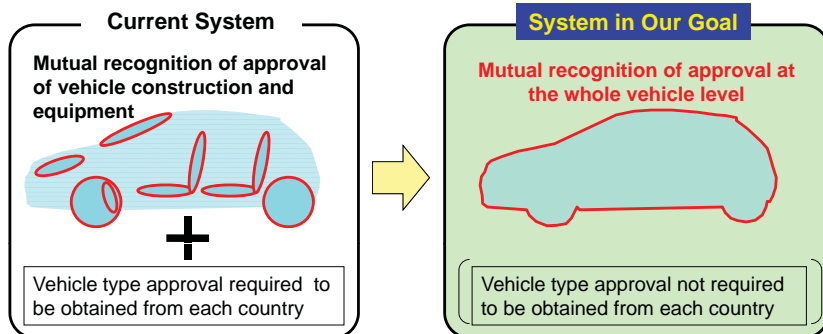 Current System
Mutual recognition of approval
of vehicle construction and
equipment
Vehicle type approval required to
be obtained from each country
System in Our Goal
Mutual recognition of approval at
the whole vehicle level
Vehicle type approval not required
to be obtained from each country